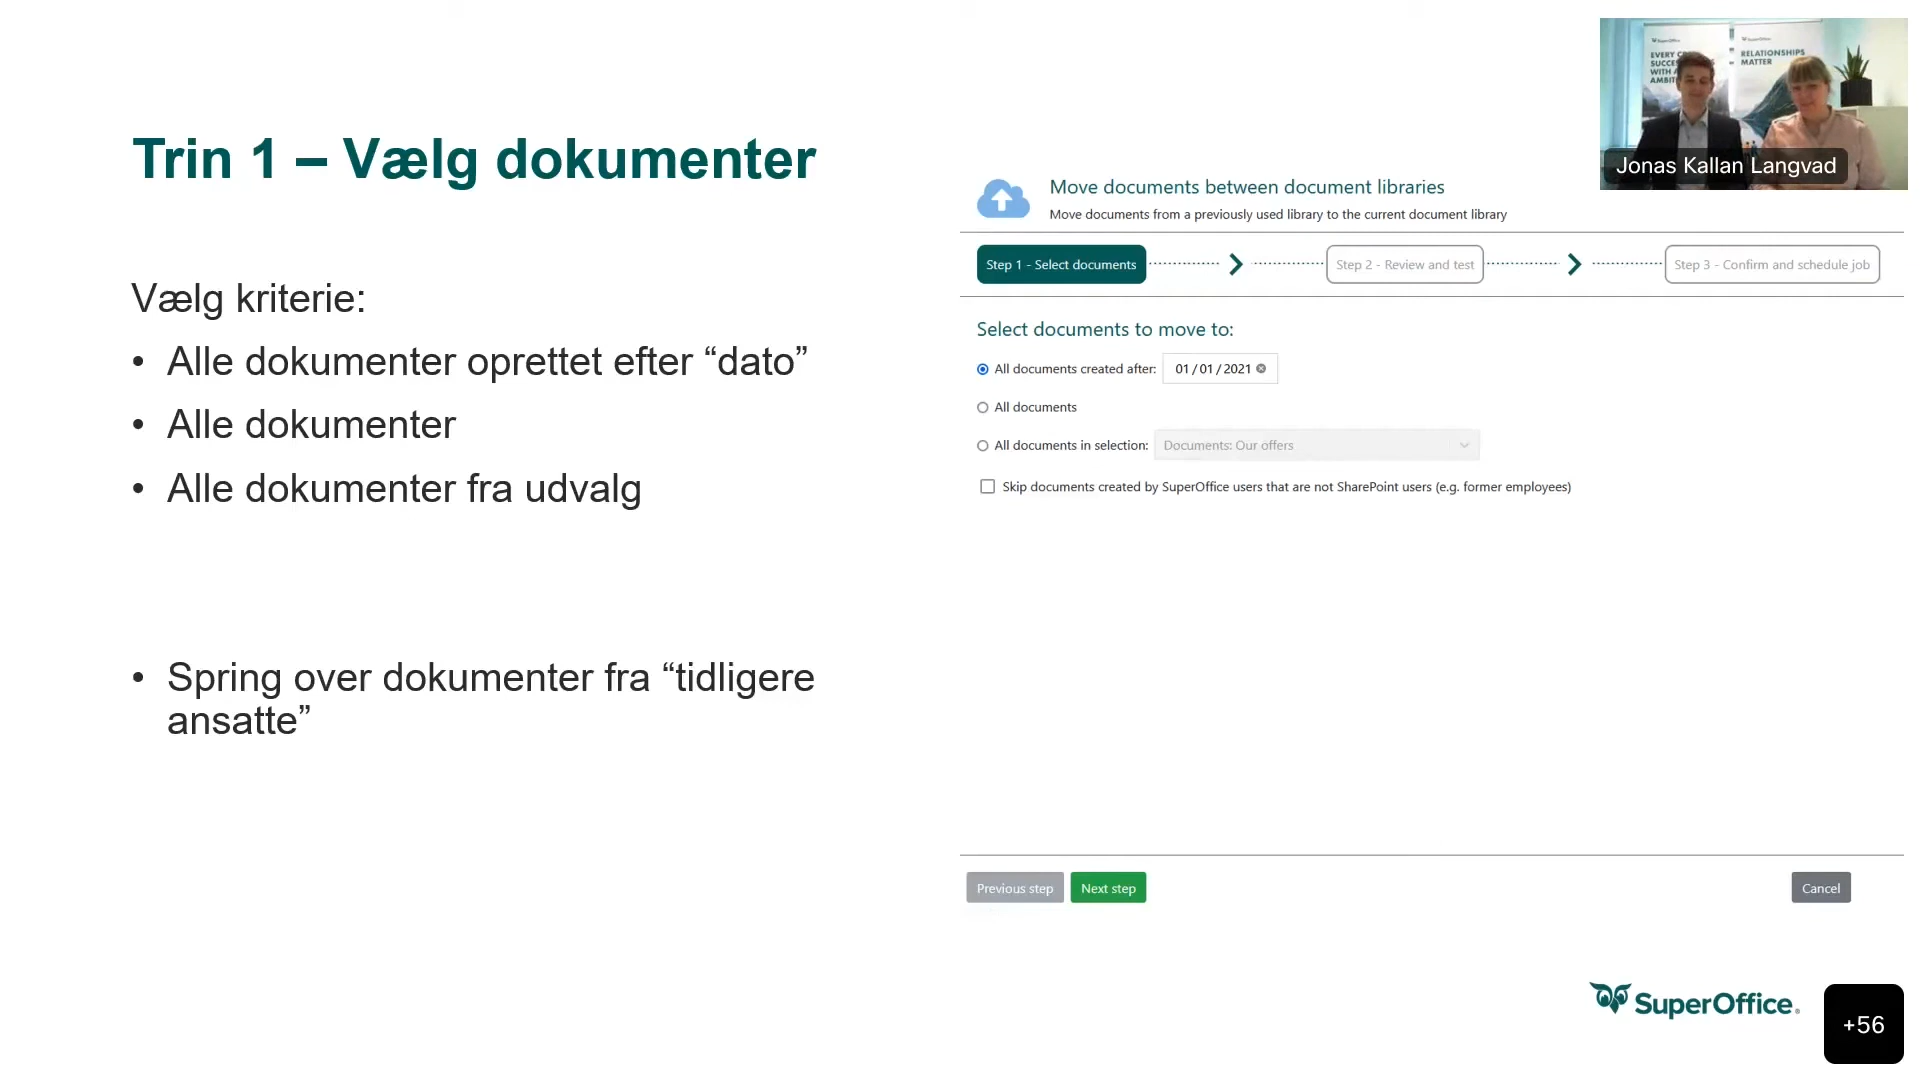 Trin 1 – Vælg dokumenter
Vælg kriterie:
• Alle dokumenter oprettet efter “dato”
• Alle dokumenter
• Alle dokumenter fra udvalg
• Spring over dokumenter fra “tidligere
ansatte”
Move documents between document libraries
Move documents from a previously used library to the current document library
Step 1 - Select documents
Step 2 - Review and test
Step 3 - Confirm and schedule job
Select documents to move to:
All documents created after: 01/01/2021
All documents
All documents in selection: Documents: Our offers
Skip documents created by SuperOffice users that are not SharePoint users (e.g. former employees)
Previous step
Next step
Cancel
RELATIONSHIPS
MATTER
Jonas Kallan Langvad
SuperOffice®
+56